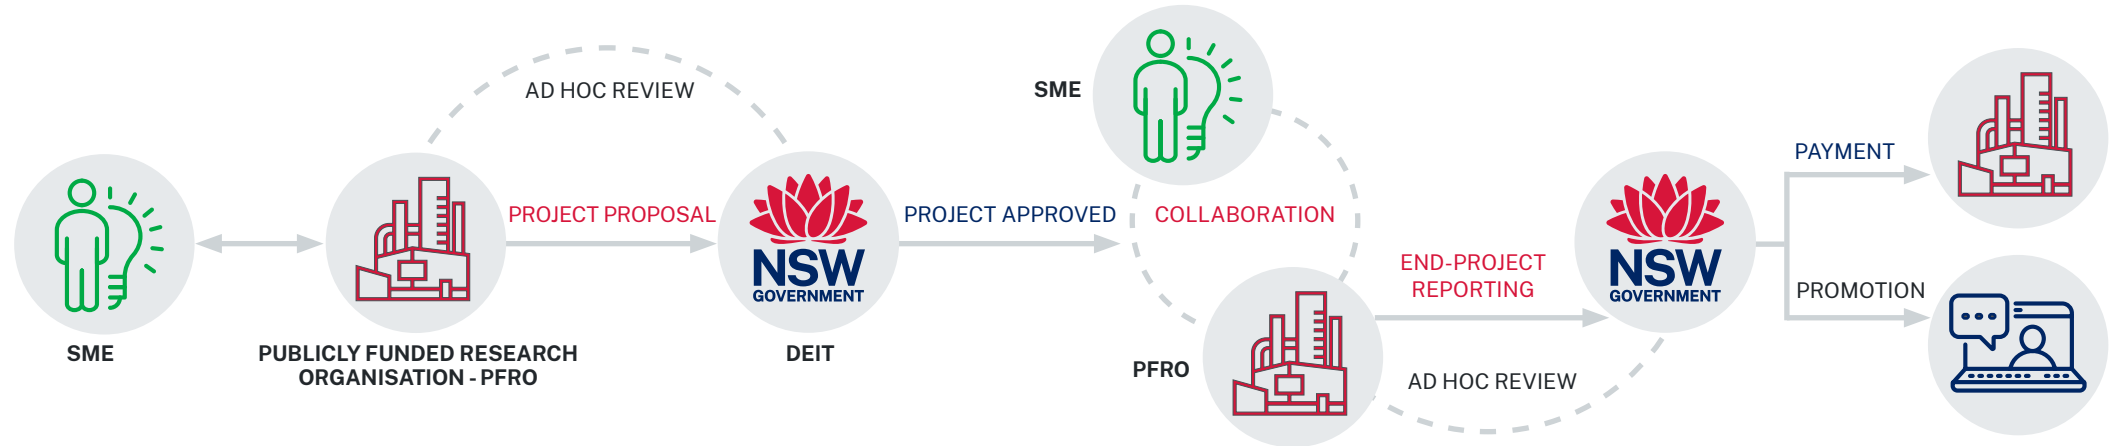 SME
PUBLICLY FUNDED RESEARCH
ORGANISATION - PFRO
AD HOC REVIEW
PROJECT PROPOSAL
NSW
GOVERNMENT
DEIT
PROJECT APPROVED
SME
COLLABORATION
PFRO
END-PROJECT
REPORTING
AD HOC REVIEW
NSW
GOVERNMENT
PAYMENT
PROMOTION